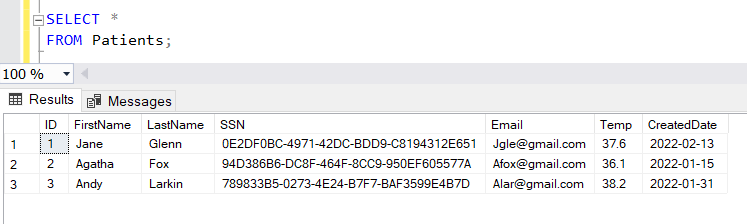 SELECT *
FROM Patients;
100 %
Results Messages
ID FirstName LastName SSN Email Temp CreatedDate
1 1 Jane Glenn 0E2DF0BC-4971-42DC-BDD9-C8194312E651 Jgle@gmail.com 37.6 2022-02-13
2 2 Agatha Fox 94D386B6-DC8F-464F-8CC9-950EF605577A Afox@gmail.com 36.1 2022-01-15
3 3 Andy Larkin 789833B5-0273-4E24-B7F7-BAF3599E4B7D Alar@gmail.com 38.2 2022-01-31